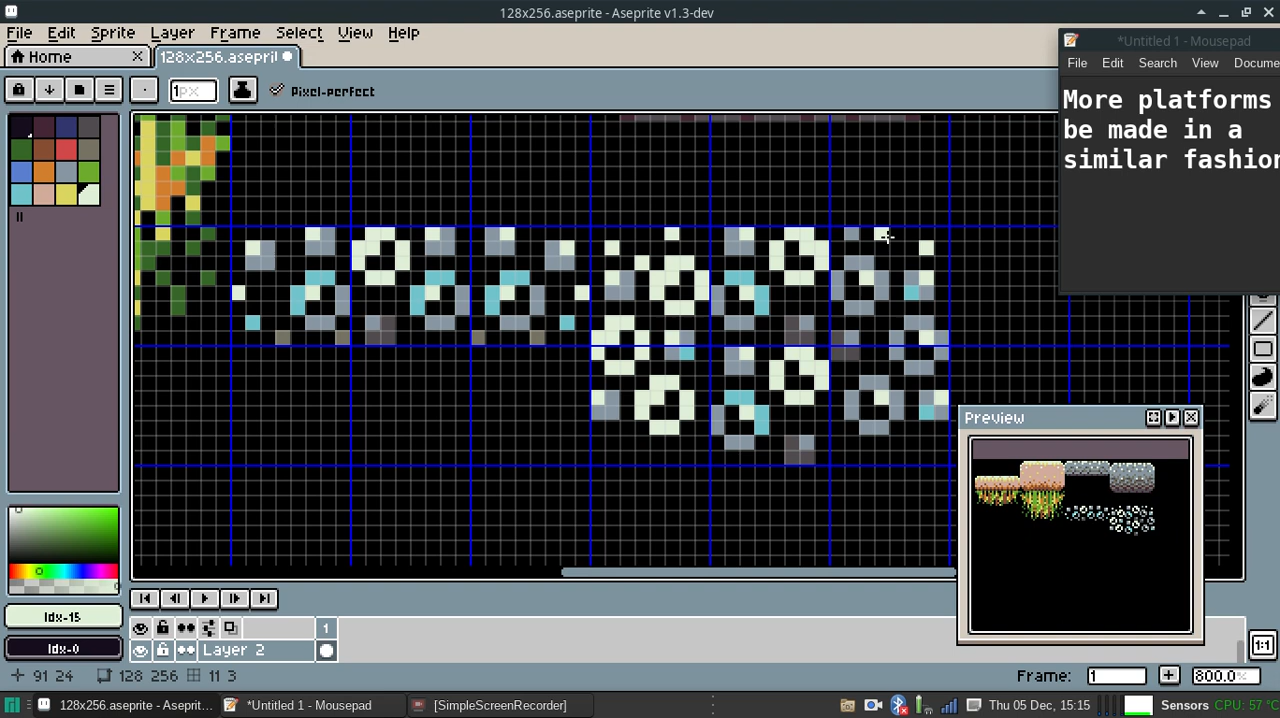 128x256.aseprite - Aseprite v1.3-dev
File Edit Sprite Layer Frame Select View Help
Home
128x256.asepri
1px
Pixel-perfect
*Untitled 1 - Mousepad
File Edit Search View Docume
More platforms
be made in a
similar fashion
Preview
Idx-15
Idx-0
1
Layer 2
91 24 128 256 11 3
Frame: 1
800.0
1:1
128x256.aseprite - Aseprit...
*Untitled 1 - Mousepad
[SimpleScreenRecorder]
Thu 05 Dec, 15:15
Sensors CPU: 57 °